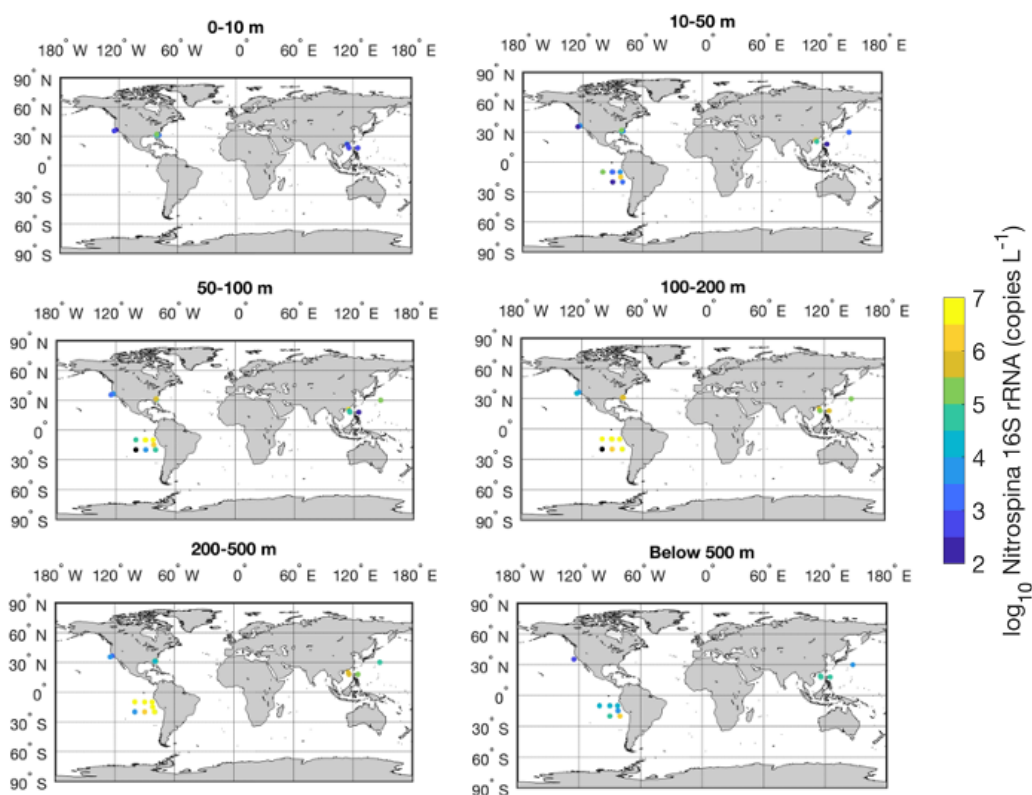 0-10 m
180° W 120° W 60° W 0° 60° E 120° E 180° E
90° N
60° N
30° N
0°
30° S
60° S
90° S
10-50 m
180° W 120° W 60° W 0° 60° E 120° E 180° E
90° N
60° N
30° N
0°
30° S
60° S
90° S
50-100 m
180° W 120° W 60° W 0° 60° E 120° E 180° E
90° N
60° N
30° N
0°
30° S
60° S
90° S
100-200 m
180° W 120° W 60° W 0° 60° E 120° E 180° E
90° N
60° N
30° N
0°
30° S
60° S
90° S
200-500 m
180° W 120° W 60° W 0° 60° E 120° E 180° E
90° N
60° N
30° N
0°
30° S
60° S
90° S
Below 500 m
180° W 120° W 60° W 0° 60° E 120° E 180° E
90° N
60° N
30° N
0°
30° S
60° S
90° S
7
6
5
4
3
2
log₁₀ Nitrospina 16S rRNA (copies L⁻¹)